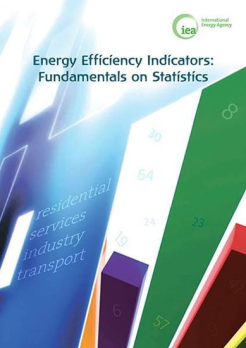 iea
International
Energy Agency
Energy Efficiency Indicators:
Fundamentals on Statistics
8
30
64
residential
services
24
23
industry
19
transport
6
57